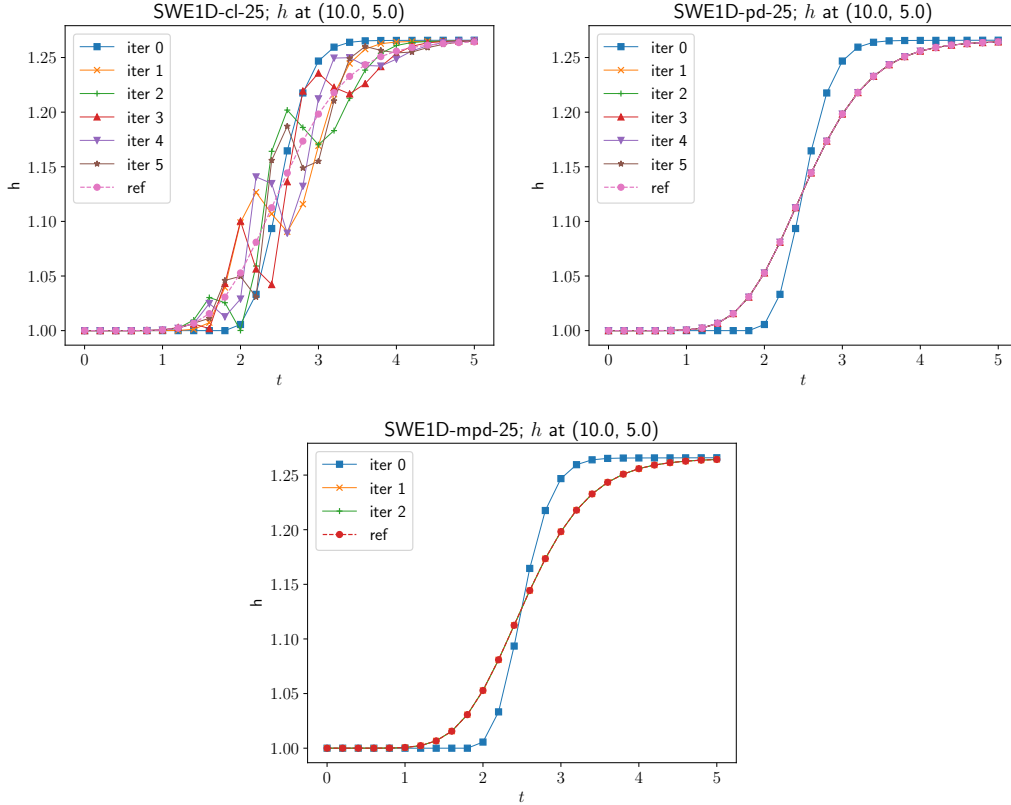 SWE1D-cl-25; h at (10.0, 5.0)
iter 0
iter 1
iter 2
iter 3
iter 4
iter 5
ref
1.25
1.20
1.15
1.10
1.05
1.00
h
0 1 2 3 4 5
t
SWE1D-pd-25; h at (10.0, 5.0)
iter 0
iter 1
iter 2
iter 3
iter 4
iter 5
ref
1.25
1.20
1.15
1.10
1.05
1.00
h
0 1 2 3 4 5
t
SWE1D-mpd-25; h at (10.0, 5.0)
iter 0
iter 1
iter 2
ref
1.25
1.20
1.15
1.10
1.05
1.00
h
0 1 2 3 4 5
t